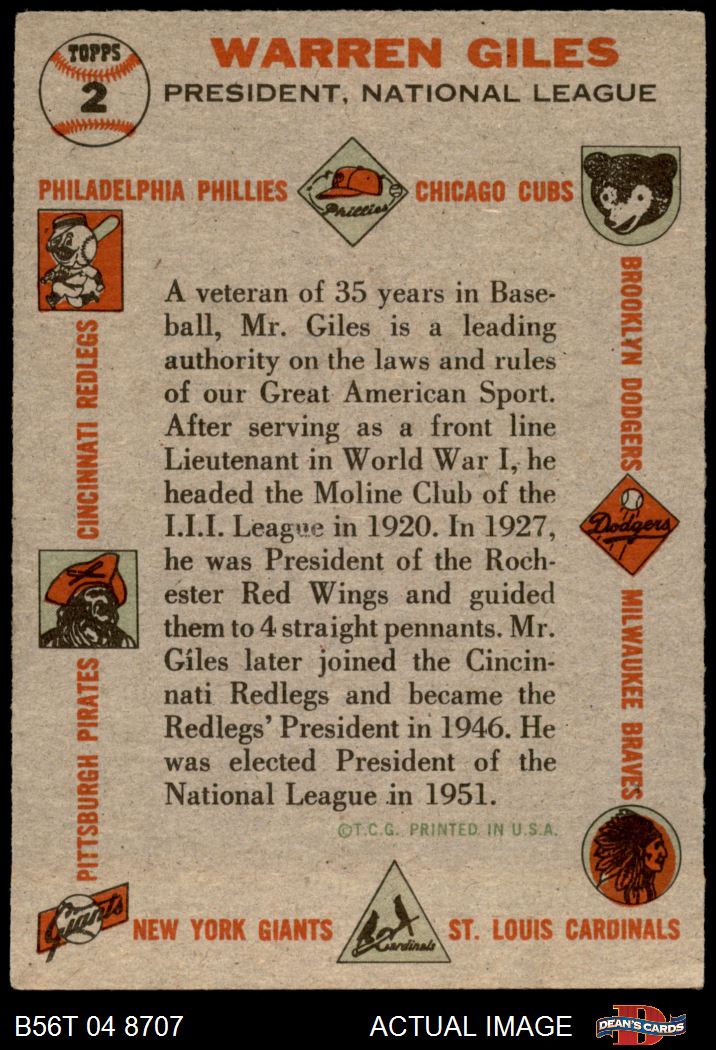 TOPPS
2
WARREN GILES
PRESIDENT, NATIONAL LEAGUE
PHILADELPHIA PHILLIES
Phillies
CHICAGO CUBS
CINCINNATI REDLEGS
BROOKLYN DODGERS
A veteran of 35 years in Base-
ball, Mr. Giles is a leading
authority on the laws and rules
of our Great American Sport.
After serving as a front line
Lieutenant in World War I, he
headed the Moline Club of the
I.I.I. League in 1920. In 1927,
he was President of the Roch-
ester Red Wings and guided
them to 4 straight pennants. Mr.
Giles later joined the Cincin-
nati Redlegs and became the
Redlegs' President in 1946. He
was elected President of the
National League in 1951.
©T.C.G. PRINTED IN U.S.A.
Dodgers
PITTSBURGH PIRATES
MILWAUKEE BRAVES
Giants
NEW YORK GIANTS
Cardinals
ST. LOUIS CARDINALS
B56T 04 8707
ACTUAL IMAGE
D
DEAN'S CARDS